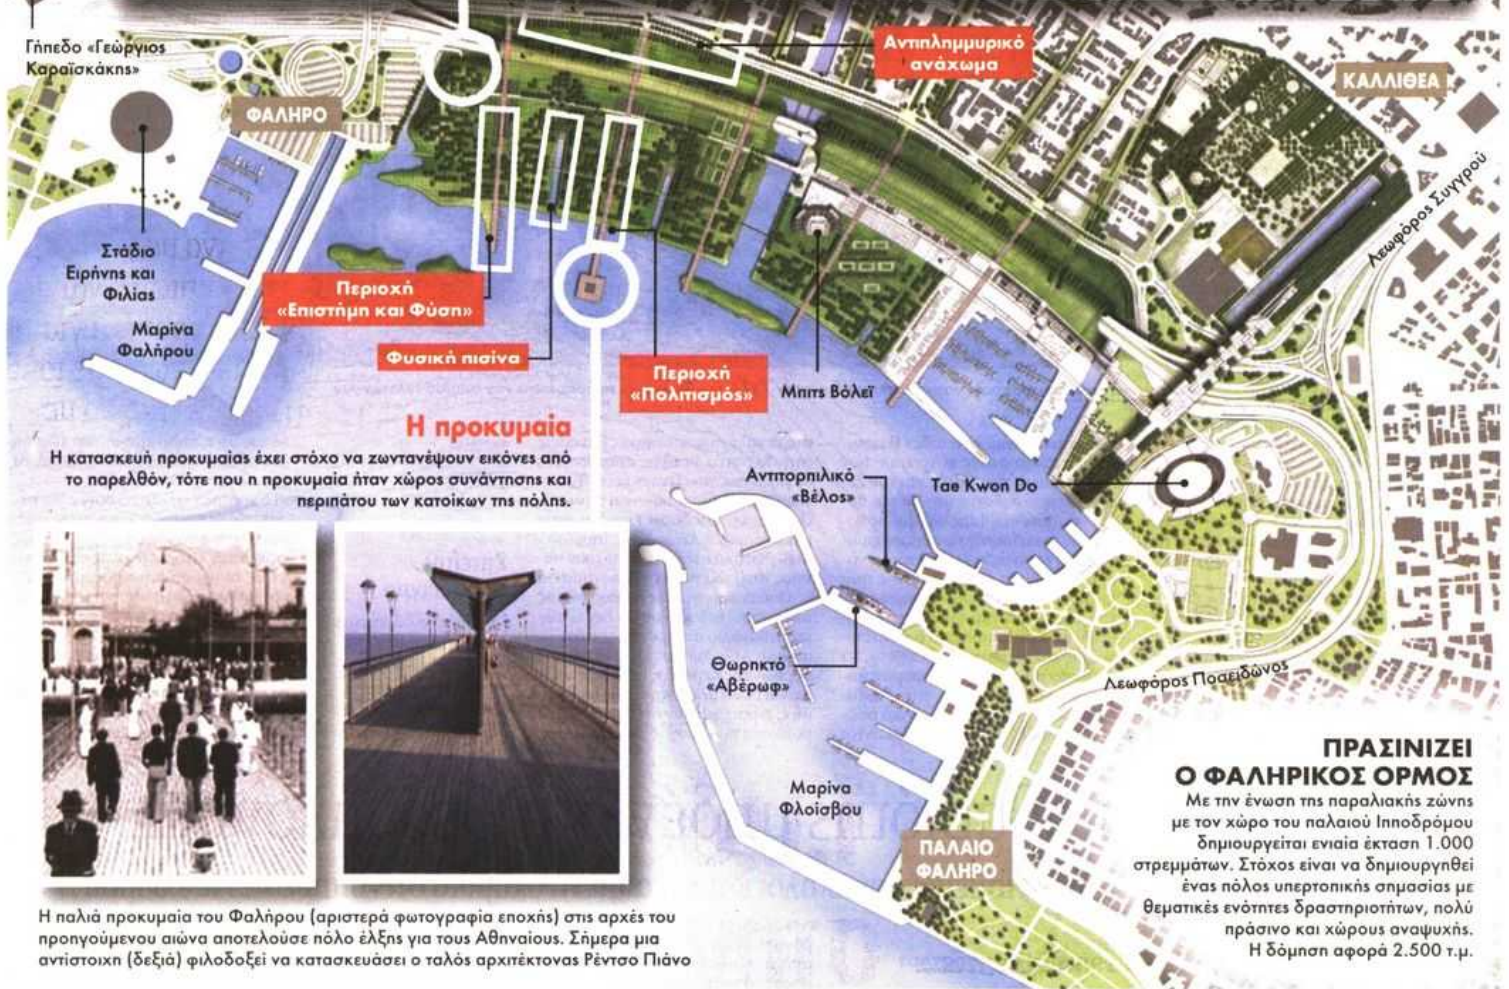 Γήπεδο «Γεώργιος
Καραϊσκάκης»
ΦΑΛΗΡΟ
Αντιπλημμυρικό
ανάχωμα
ΚΑΛΛΙΘΕΑ
Λεωφόρος Συγγρού
Στάδιο
Ειρήνης και
Φιλίας
Μαρίνα
Φαλήρου
Περιοχή
«Επιστήμη και Φύση»
Φυσική πισίνα
Περιοχή
«Πολιτισμός»
Μπιτς Βόλεϊ
Η προκυμαία
Η κατασκευή προκυμαίας έχει στόχο να ζωντανέψουν εικόνες από
το παρελθόν, τότε που η προκυμαία ήταν χώρος συνάντησης και
περιπάτου των κατοίκων της πόλης.
Αντιτορπιλικό
«Βέλος»
Tae Kwon Do
Θωρηκτό
«Αβέρωφ»
Λεωφόρος Ποσειδώνος
Μαρίνα
Φλοίσβου
ΠΑΛΑΙΟ
ΦΑΛΗΡΟ
ΠΡΑΣΙΝΙΖΕΙ
Ο ΦΑΛΗΡΙΚΟΣ ΟΡΜΟΣ
Με την ένωση της παραλιακής ζώνης
με τον χώρο του παλαιού Ιπποδρόμου
δημιουργείται ενιαία έκταση 1.000
στρεμμάτων. Στόχος είναι να δημιουργηθεί
ένας πόλος υπερτοπικής σημασίας με
θεματικές ενότητες δραστηριοτήτων, πολύ
πράσινο και χώρους αναψυχής.
Η δόμηση αφορά 2.500 τ.μ.
Η παλιά προκυμαία του Φαλήρου (αριστερά φωτογραφία εποχής) στις αρχές του
προηγούμενου αιώνα αποτελούσε πόλο έλξης για τους Αθηναίους. Σήμερα μια
αντίστοιχη (δεξιά) φιλοδοξεί να κατασκευάσει ο ταλός αρχιτέκτονας Ρέντσο Πιάνο